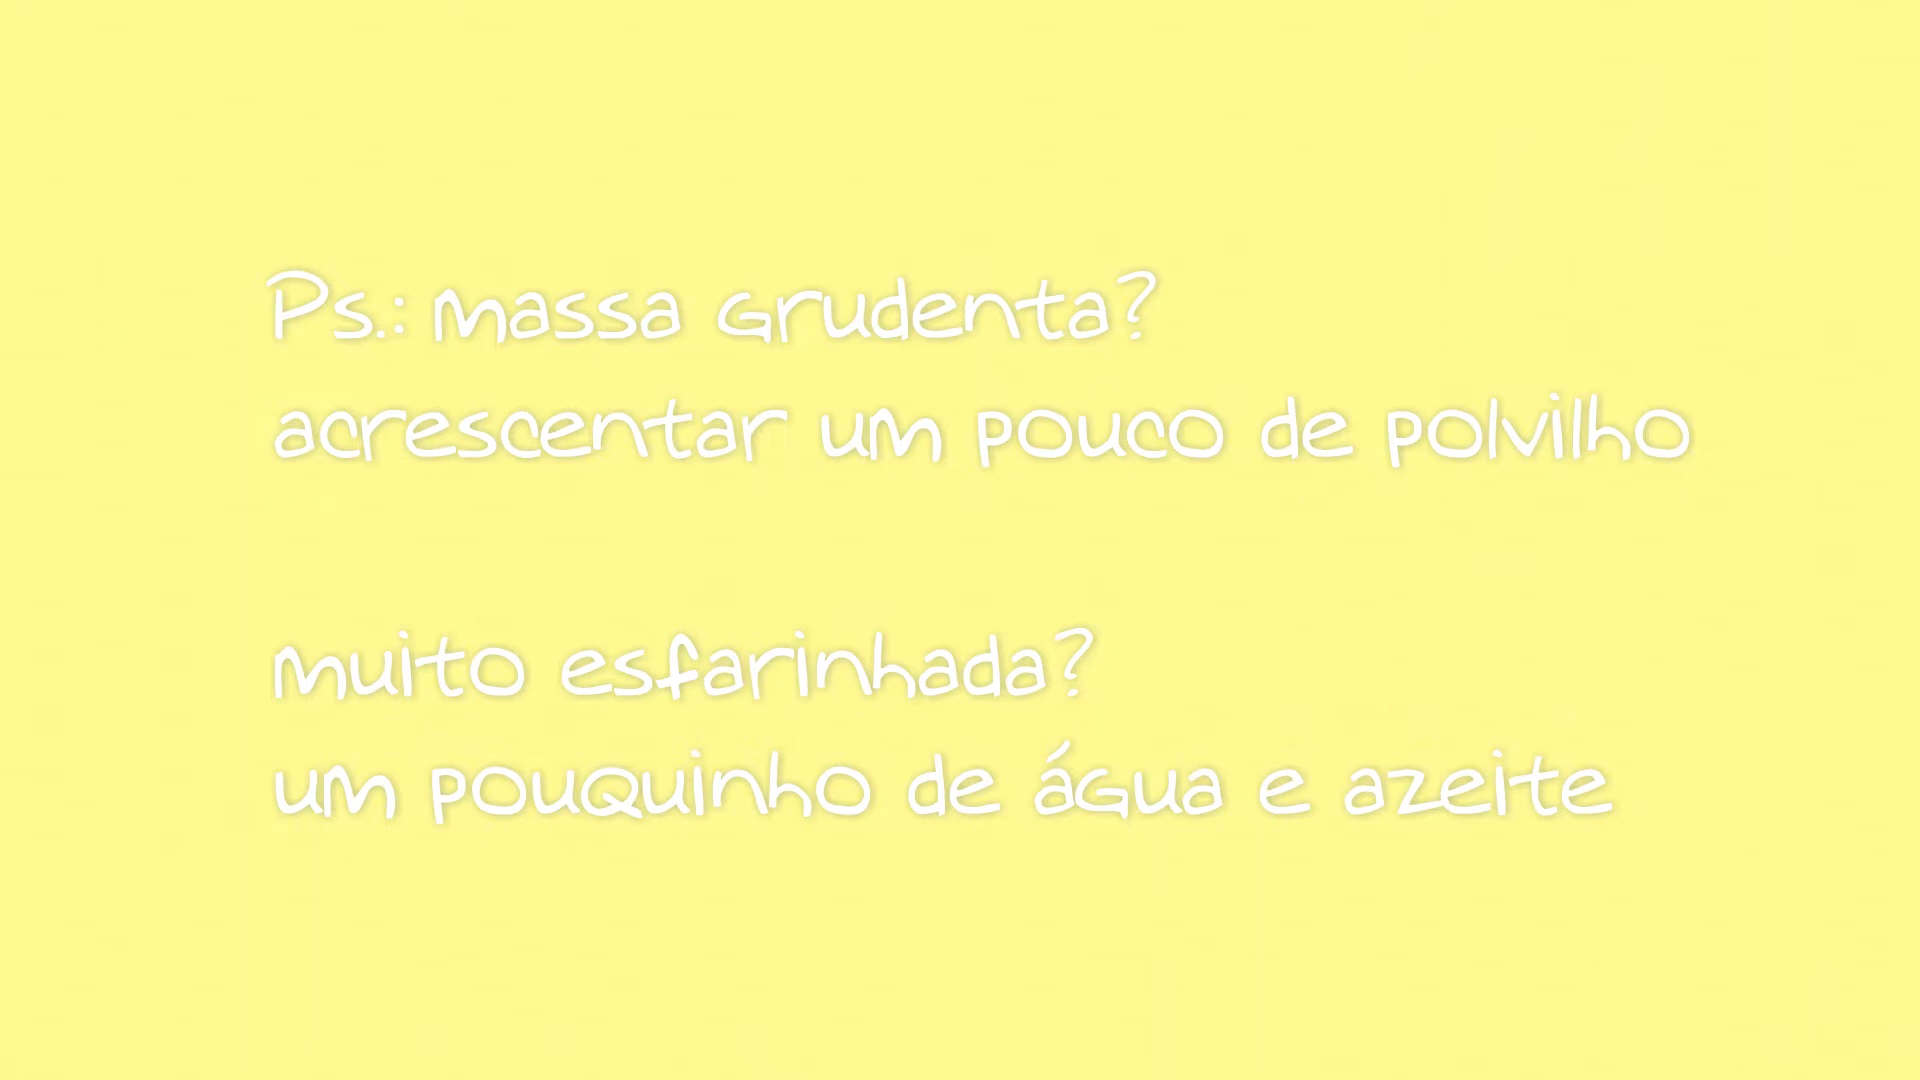 Ps.: massa grudenta?
acrescentar um pouco de polvilho
muito esfarinhada?
um pouquinho de água e azeite